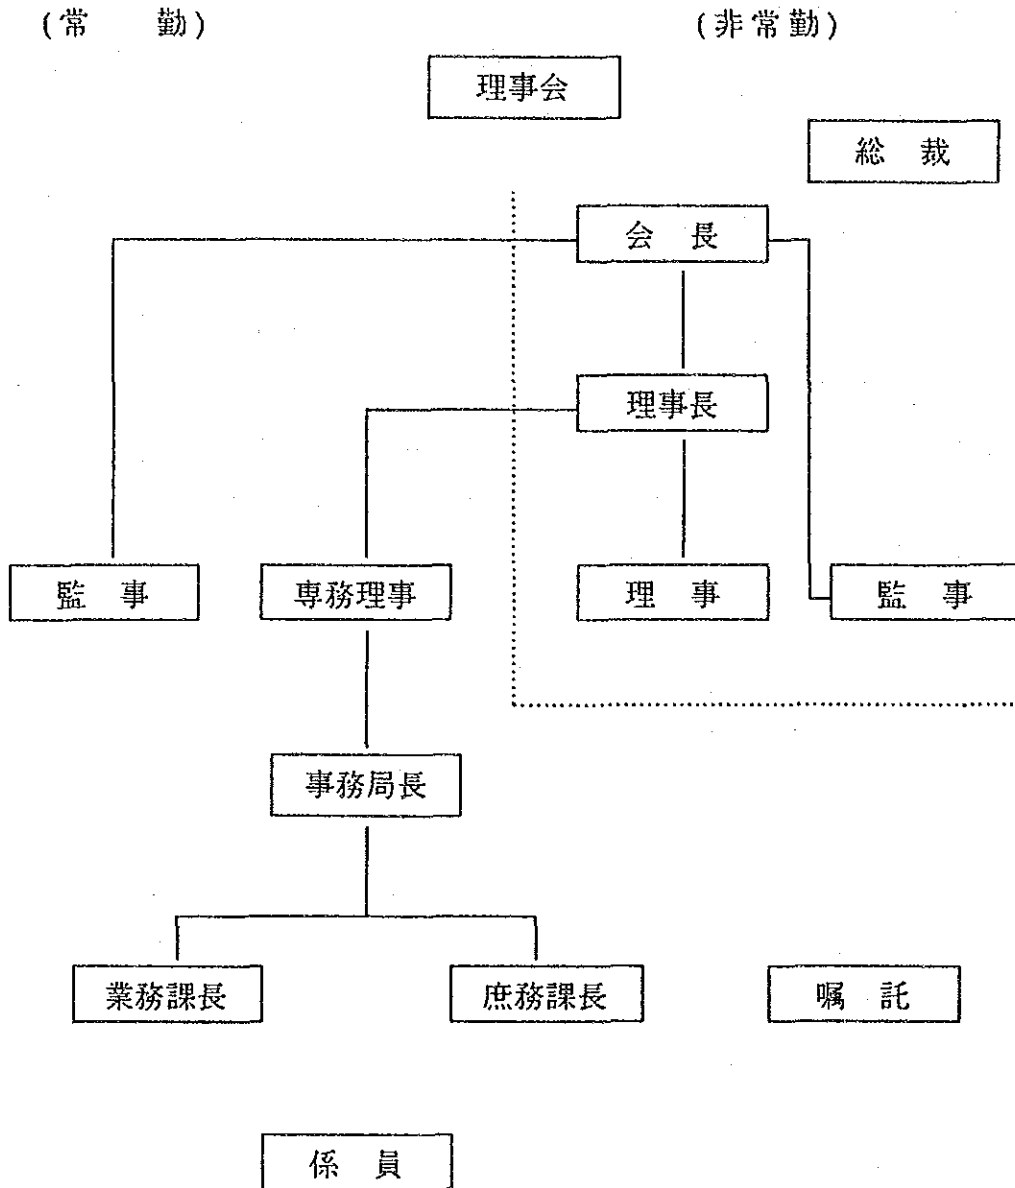 (常　勤)　(非常勤)
理事会
総　裁
会　長
理事長
監　事　専務理事　理　事　監　事
事務局長
業務課長　庶務課長　嘱　託
係　員